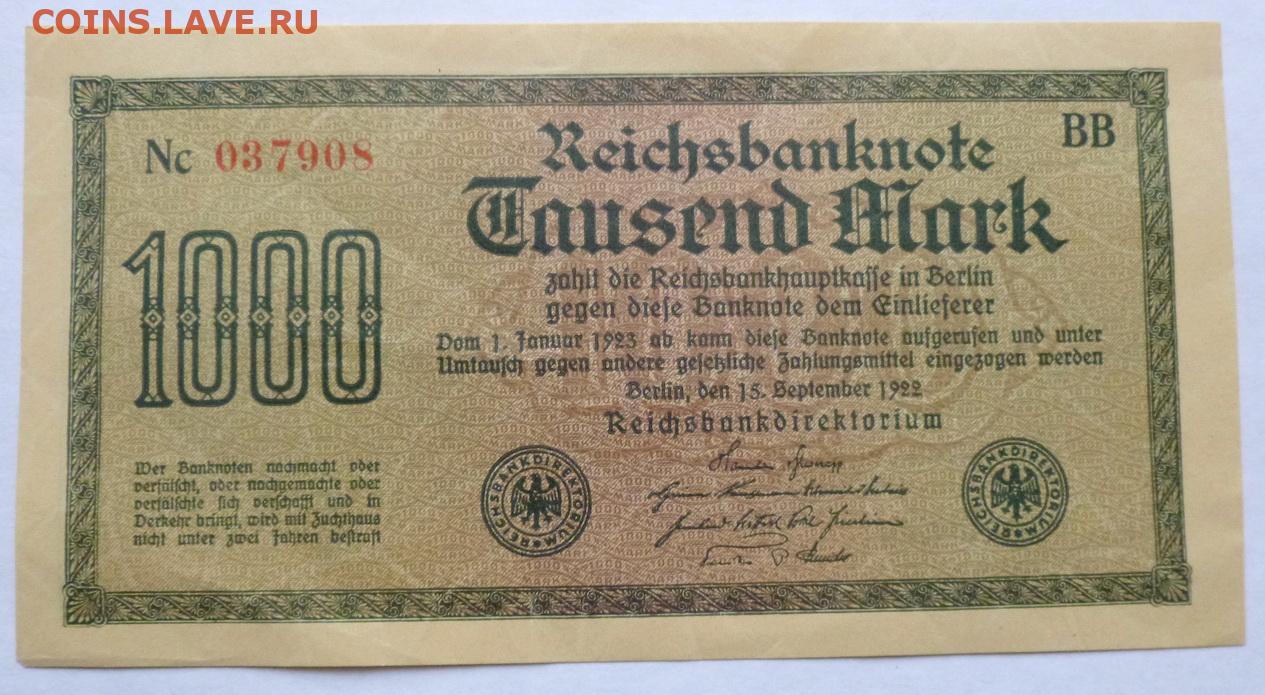 COINS.LAVE.RU
BB
Nc 037908
Reichsbanknote
Tausend Mark
1000
zahlt die Reichsbankhauptkasse in Berlin
gegen diese Banknote dem Einlieferer
Vom 1. Januar 1923 ab kann diese Banknote aufgerufen und unter
Umtausch gegen andere gesetzliche Zahlungsmittel eingezogen werden
Berlin, den 15. September 1922
Reichsbankdirektorium
Wer Banknoten nachmacht oder
verfälscht, oder nachgemachte oder
verfälschte sich verschafft und in
Verkehr bringt, wird mit Zuchthaus
nicht unter zwei Jahren bestraft
REICHSBANKDIREKTORIUM
REICHSBANKDIREKTORIUM